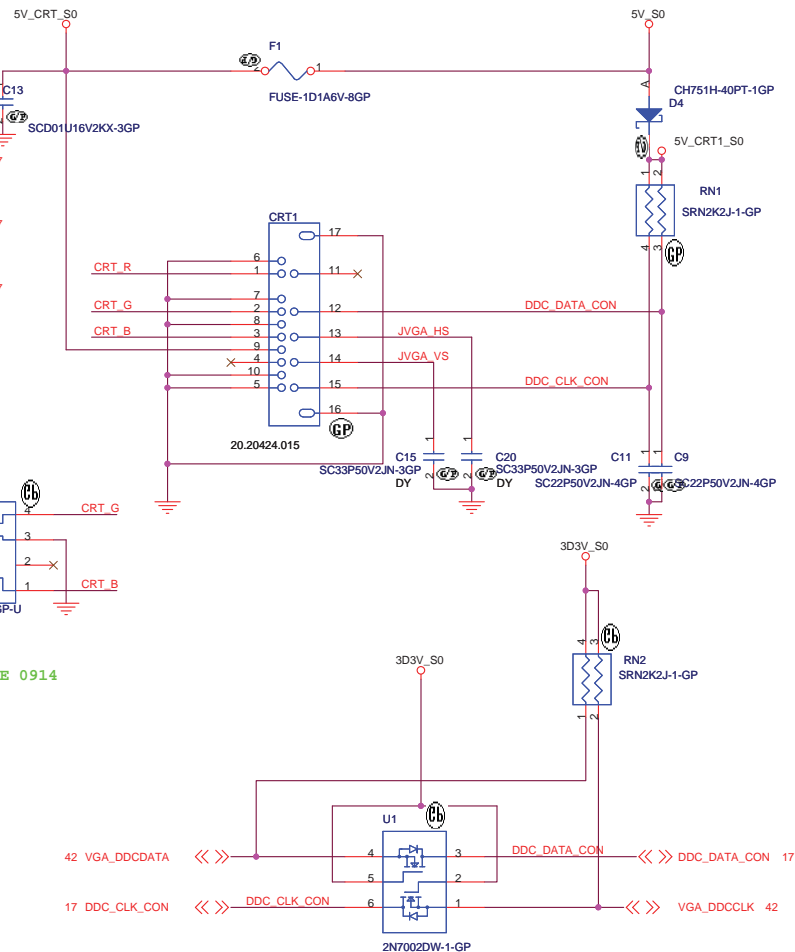 5V_CRT_S0
5V_S0
F1
2
1
FUSE-1D1A6V-8GP
C13
SCD01U16V2KX-3GP
A
CH751H-40PT-1GP
D4
5V_CRT1_S0
1
2
RN1
SRN2K2J-1-GP
4
3
GP
CRT1
17
6
CRT_R
1
11
7
CRT_G
2
12
DDC_DATA_CON
8
CRT_B
3
13
JVGA_HS
9
4
14
JVGA_VS
10
5
15
DDC_CLK_CON
16
GP
20.20424.015
1
1
C15
SC33P50V2JN-3GP
DY
2
C20
SC33P50V2JN-3GP
DY
2
1
1
C11
C9
SC22P50V2JN-4GP
SC22P50V2JN-4GP
2
4
CRT_G
3
2
1
CRT_B
GP-U
E 0914
3D3V_S0
4
3
RN2
SRN2K2J-1-GP
1
2
3D3V_S0
U1
42 VGA_DDCDATA
4
3
DDC_DATA_CON
DDC_DATA_CON 17
5
2
17 DDC_CLK_CON
DDC_CLK_CON
6
1
VGA_DDCCLK 42
2N7002DW-1-GP